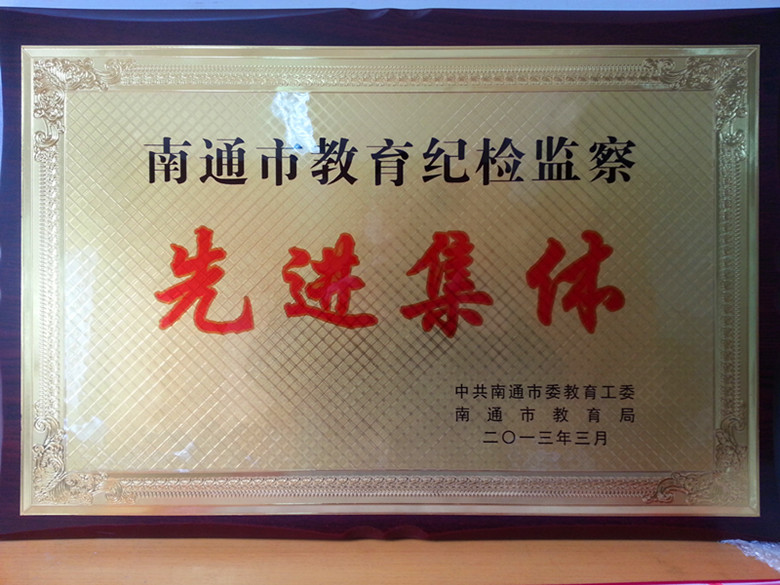 南通市教育纪检监察
先进集体
中共南通市委教育工委
南通市教育局
二〇一三年三月